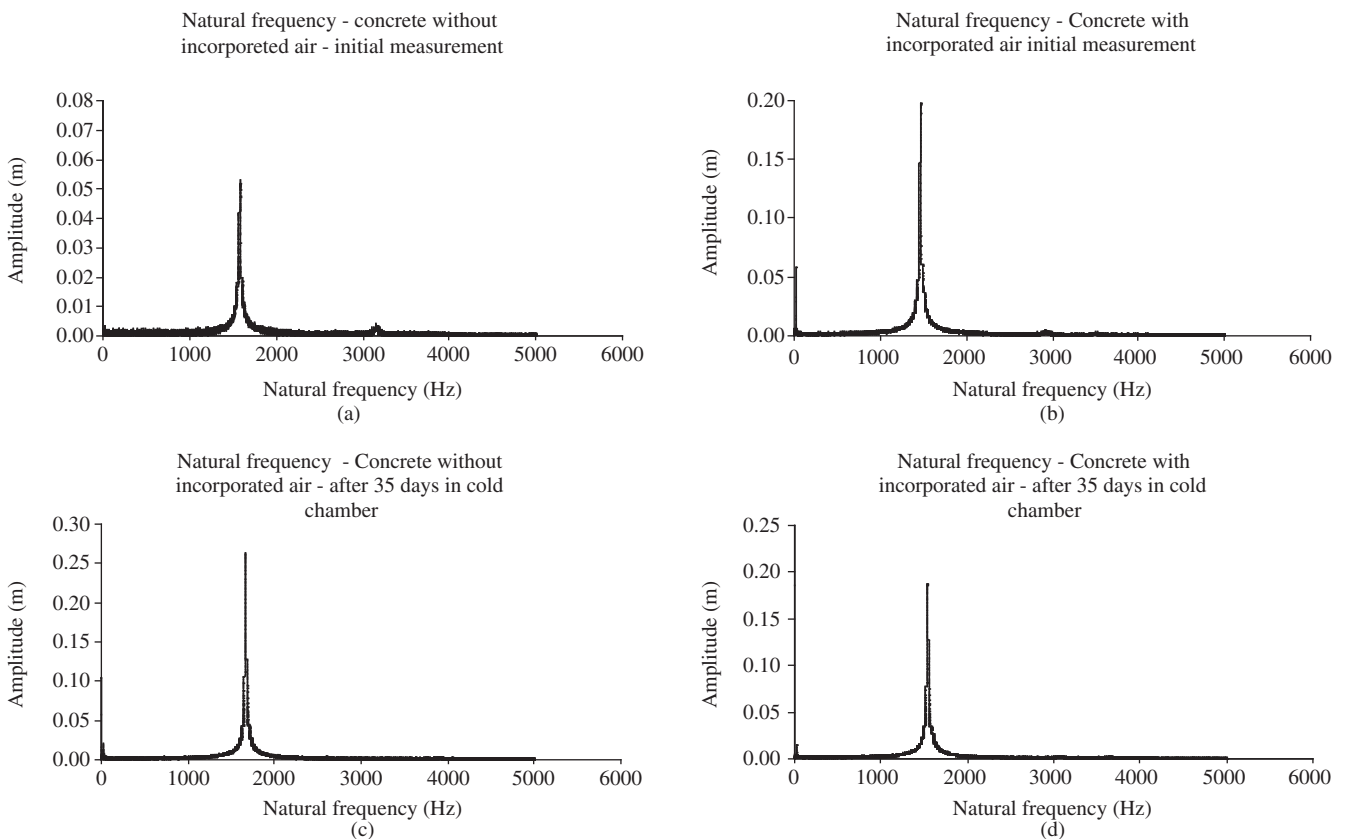 Natural frequency - concrete without
incorporeted air - initial measurement
0.08
0.07
0.06
0.05
0.04
0.03
0.02
0.01
0.00
Amplitude (m)
0 1000 2000 3000 4000 5000 6000
Natural frequency (Hz)
(a)
Natural frequency - Concrete with
incorporated air initial measurement
0.20
0.15
0.10
0.05
0.00
Amplitude (m)
0 1000 2000 3000 4000 5000 6000
Natural frequency (Hz)
(b)
Natural frequency - Concrete without
incorporated air - after 35 days in cold
chamber
0.30
0.25
0.20
0.15
0.10
0.05
0.00
Amplitude (m)
0 1000 2000 3000 4000 5000 6000
Natural frequency (Hz)
(c)
Natural frequency - Concrete with
incorporated air - after 35 days in cold
chamber
0.25
0.20
0.15
0.10
0.05
0.00
Amplitude (m)
0 1000 2000 3000 4000 5000 6000
Natural frequency (Hz)
(d)